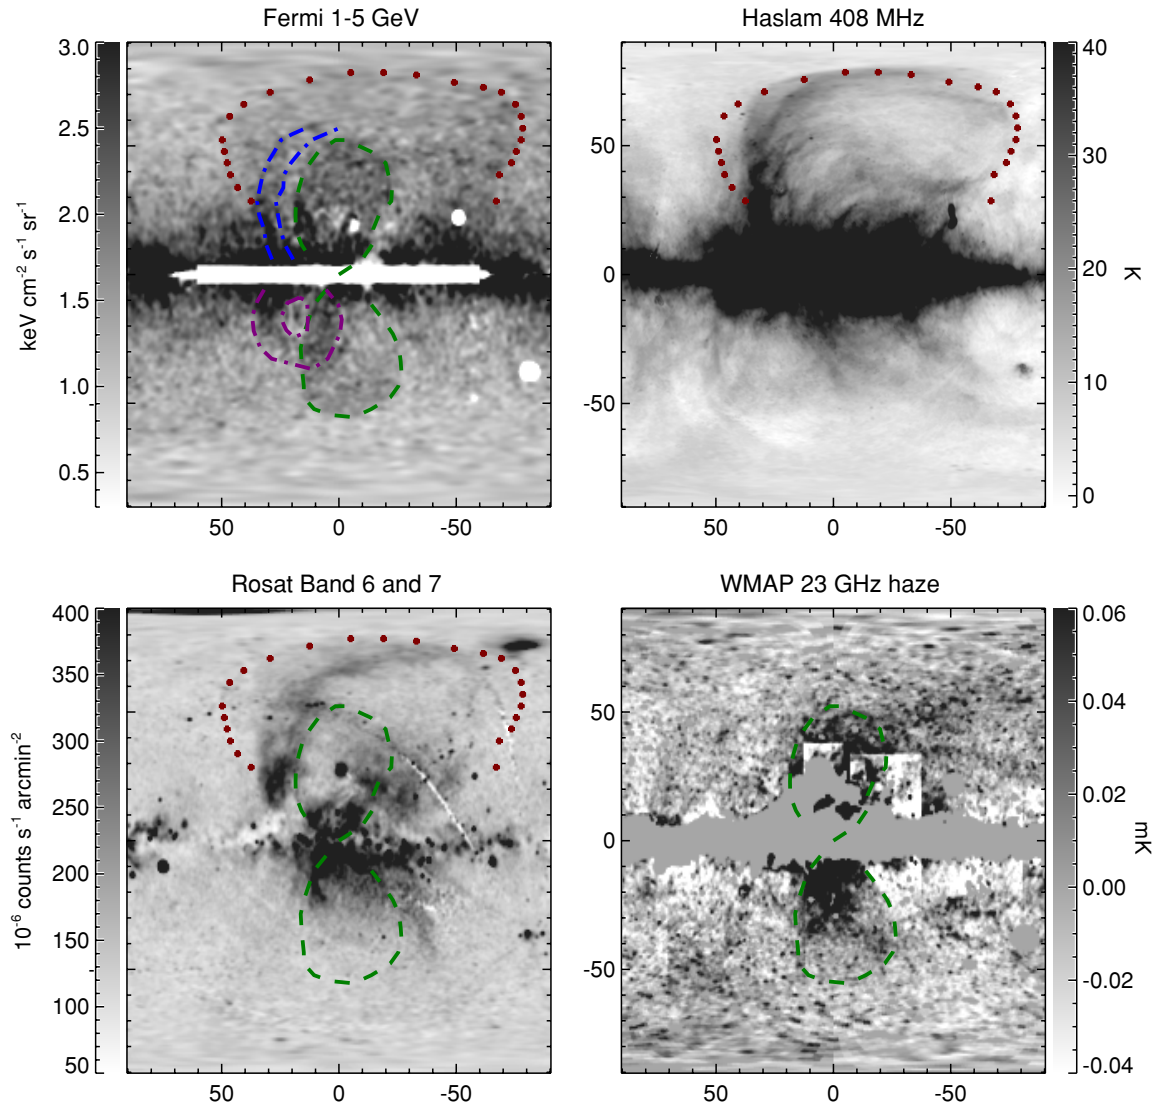 Fermi 1-5 GeV
Haslam 408 MHz
3.0
2.5
2.0
1.5
1.0
0.5
keV cm⁻² s⁻¹ sr⁻¹
50 0 -50
50
0
-50
50 0 -50
40
30
20
10
0
K
Rosat Band 6 and 7
WMAP 23 GHz haze
400
350
300
250
200
150
100
50
10⁻⁶ counts s⁻¹ arcmin⁻²
50 0 -50
50
0
-50
50 0 -50
0.06
0.04
0.02
0.00
-0.02
-0.04
mK